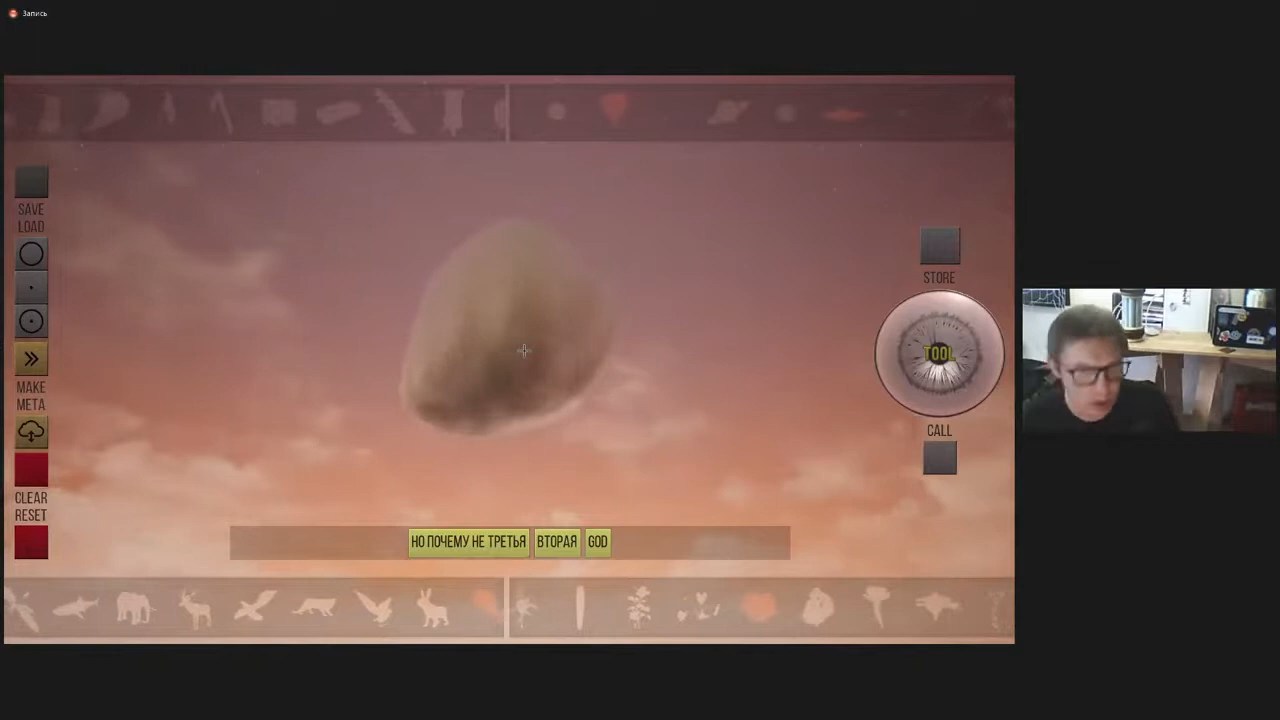 Запись
SAVE
LOAD
MAKE
META
CLEAR
RESET
STORE
TOOL
CALL
НО ПОЧЕМУ НЕ ТРЕТЬЯ ВТОРАЯ GOD